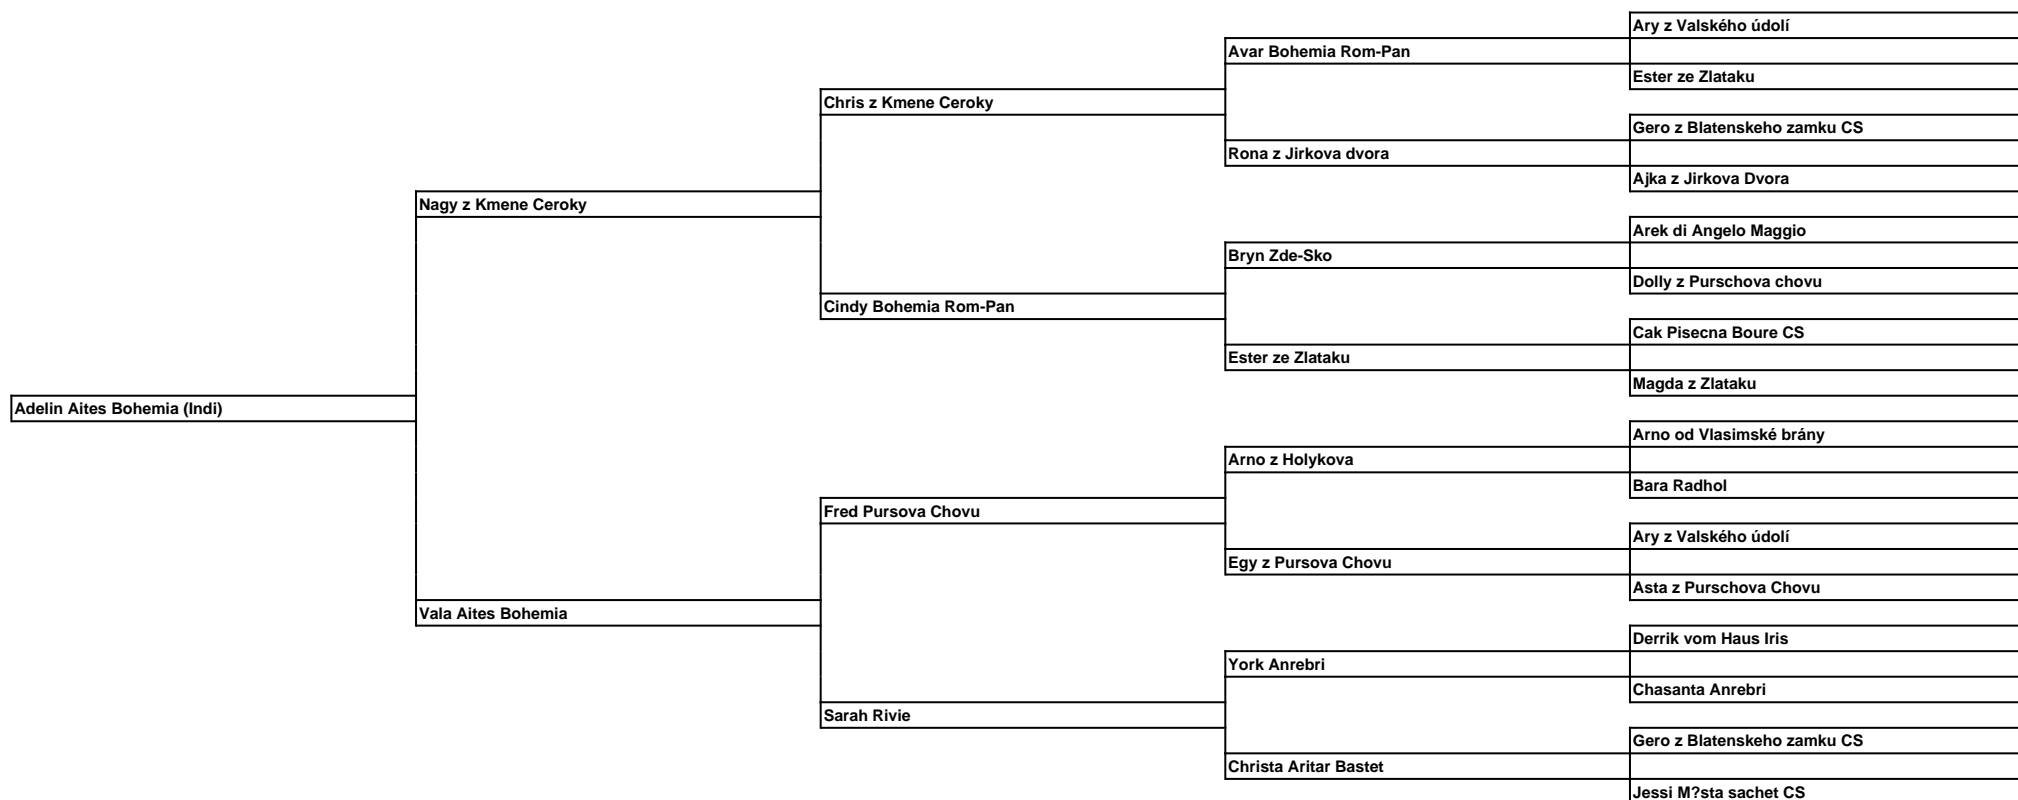 Ary z Valského údolí
Avar Bohemia Rom-Pan
Ester ze Zlataku
Chris z Kmene Ceroky
Gero z Blatenskeho zamku CS
Rona z Jirkova dvora
Ajka z Jirkova Dvora
Nagy z Kmene Ceroky
Arek di Angelo Maggio
Bryn Zde-Sko
Dolly z Purschova chovu
Cindy Bohemia Rom-Pan
Cak Pisecna Boure CS
Ester ze Zlataku
Magda z Zlataku
Adelin Aites Bohemia (Indi)
Arno od Vlasimské brány
Arno z Holykova
Bara Radhol
Fred Pursova Chovu
Ary z Valského údolí
Egy z Pursova Chovu
Asta z Purschova Chovu
Vala Aites Bohemia
Derrik vom Haus Iris
York Anrebri
Chasanta Anrebri
Sarah Rivie
Gero z Blatenskeho zamku CS
Christa Aritar Bastet
Jessi M?sta sachet CS